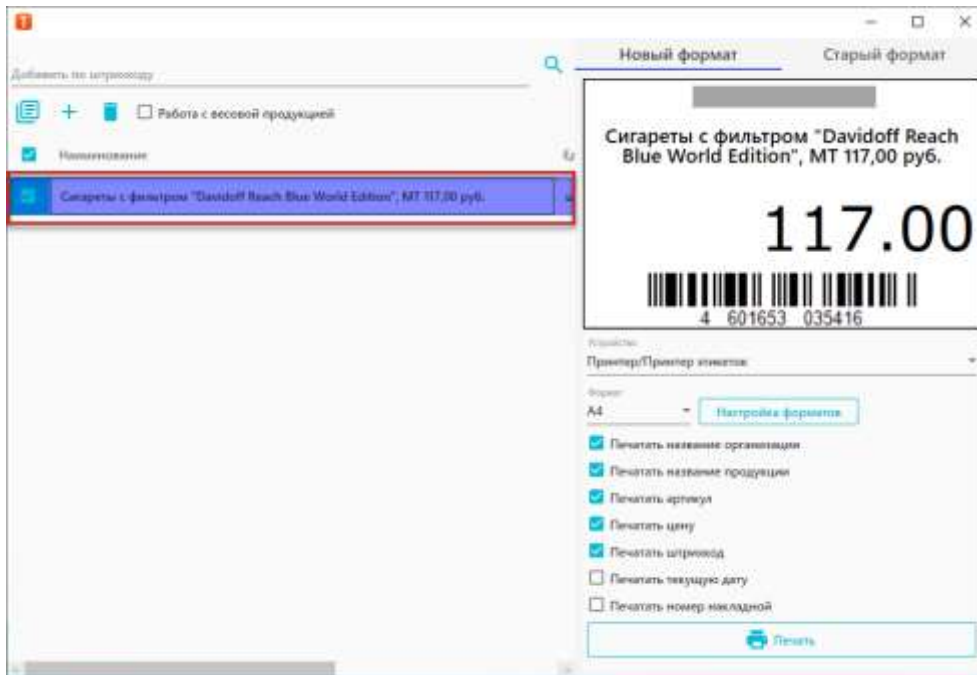 Новый формат
Старый формат
Добавить по штрихкоду
Работа с весовой продукцией
Наименование
Сигареты с фильтром "Davidoff Reach Blue World Edition", МТ 117,00 руб.
Сигареты с фильтром "Davidoff Reach
Blue World Edition", МТ 117,00 руб.
117.00
4 601653 035416
Устройство
Принтер/Принтер этикеток
Формат
A4
Настройка форматов
Печатать название организации
Печатать название продукции
Печатать артикул
Печатать цену
Печатать штрихкод
Печатать текущую дату
Печатать номер накладной
Печать